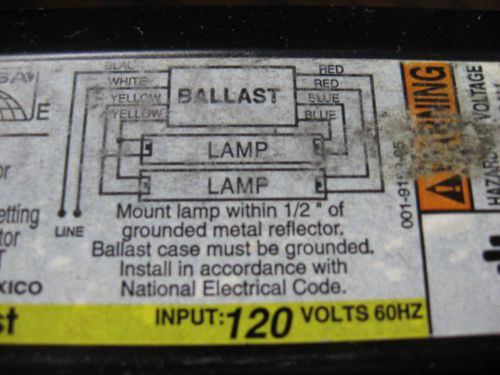 BLACK
WHITE
YELLOW
YELLOW
BALLAST
RED
RED
BLUE
BLUE
LAMP
LAMP
LINE
Mount lamp within 1/2 " of
grounded metal reflector.
Ballast case must be grounded.
Install in accordance with
National Electrical Code.
INPUT: 120 VOLTS 60HZ
SA
E
or
etting
tor
T
XICO
st
WARNING
VOLTAGE
HAZAR